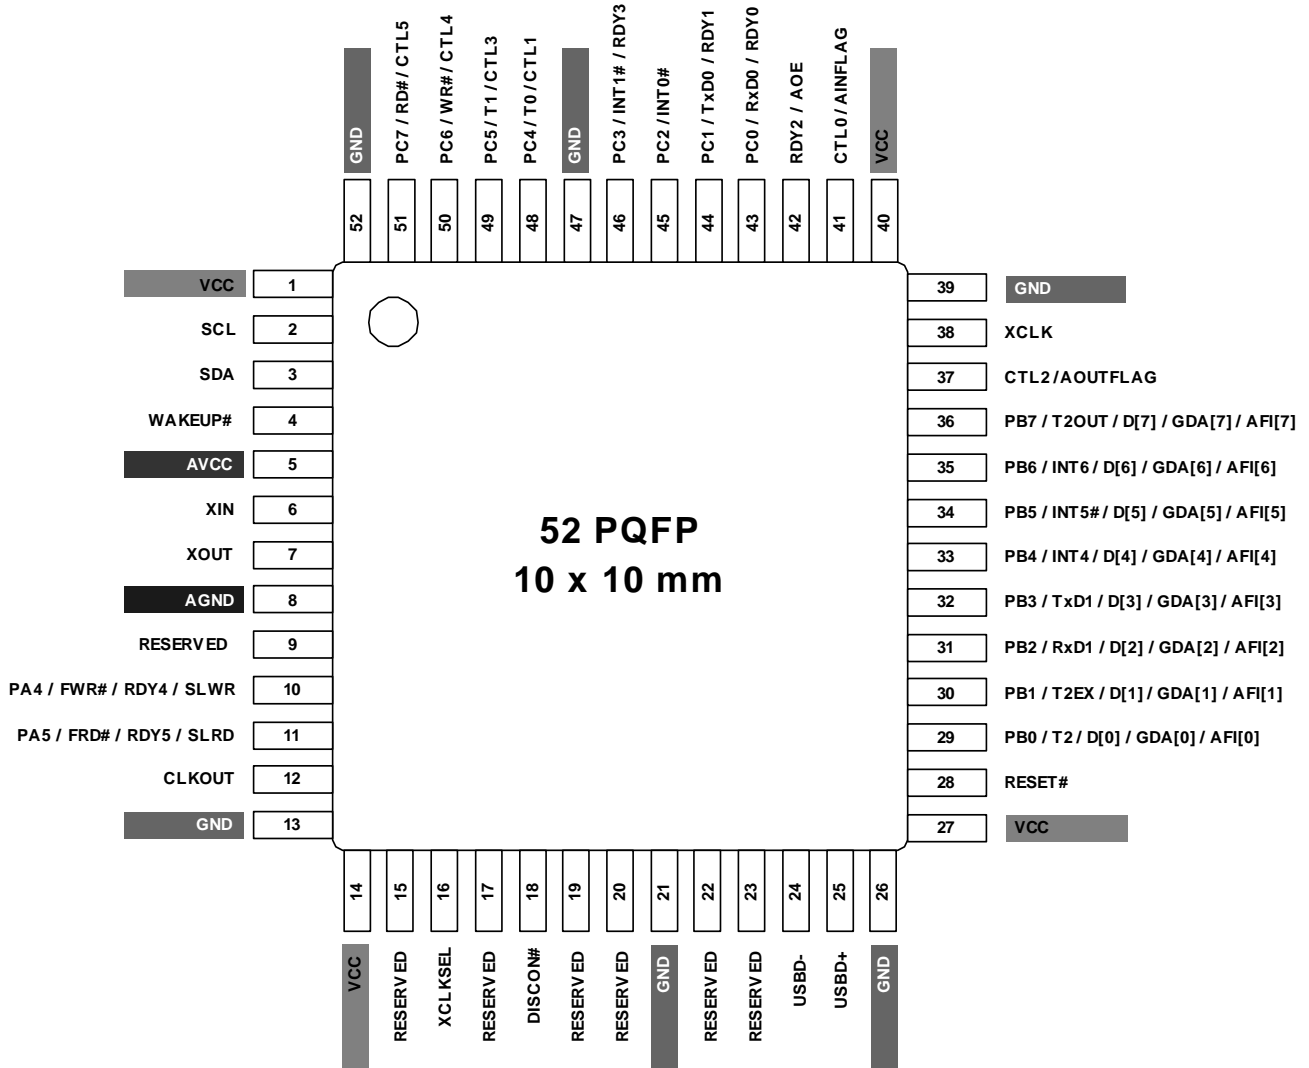 GND
PC7 / RD# / CTL5
PC6 / WR# / CTL4
PC5 / T1 / CTL3
PC4 / T0 / CTL1
GND
PC3 / INT1# / RDY3
PC2 / INT0#
PC1 / TxD0 / RDY1
PC0 / RxD0 / RDY0
RDY2 / AOE
CTL0 / AINFLAG
VCC
52
51
50
49
48
47
46
45
44
43
42
41
40
VCC 1
SCL 2
SDA 3
WAKEUP# 4
AVCC 5
XIN 6
XOUT 7
AGND 8
RESERVED 9
PA4 / FWR# / RDY4 / SLWR 10
PA5 / FRD# / RDY5 / SLRD 11
CLKOUT 12
GND 13
52 PQFP
10 x 10 mm
39 GND
38 XCLK
37 CTL2 / AOUTFLAG
36 PB7 / T2OUT / D[7] / GDA[7] / AFI[7]
35 PB6 / INT6 / D[6] / GDA[6] / AFI[6]
34 PB5 / INT5# / D[5] / GDA[5] / AFI[5]
33 PB4 / INT4 / D[4] / GDA[4] / AFI[4]
32 PB3 / TxD1 / D[3] / GDA[3] / AFI[3]
31 PB2 / RxD1 / D[2] / GDA[2] / AFI[2]
30 PB1 / T2EX / D[1] / GDA[1] / AFI[1]
29 PB0 / T2 / D[0] / GDA[0] / AFI[0]
28 RESET#
27 VCC
14
15
16
17
18
19
20
21
22
23
24
25
26
VCC
RESERVED
XCLKSEL
RESERVED
DISCON#
RESERVED
RESERVED
GND
RESERVED
RESERVED
USBD-
USBD+
GND